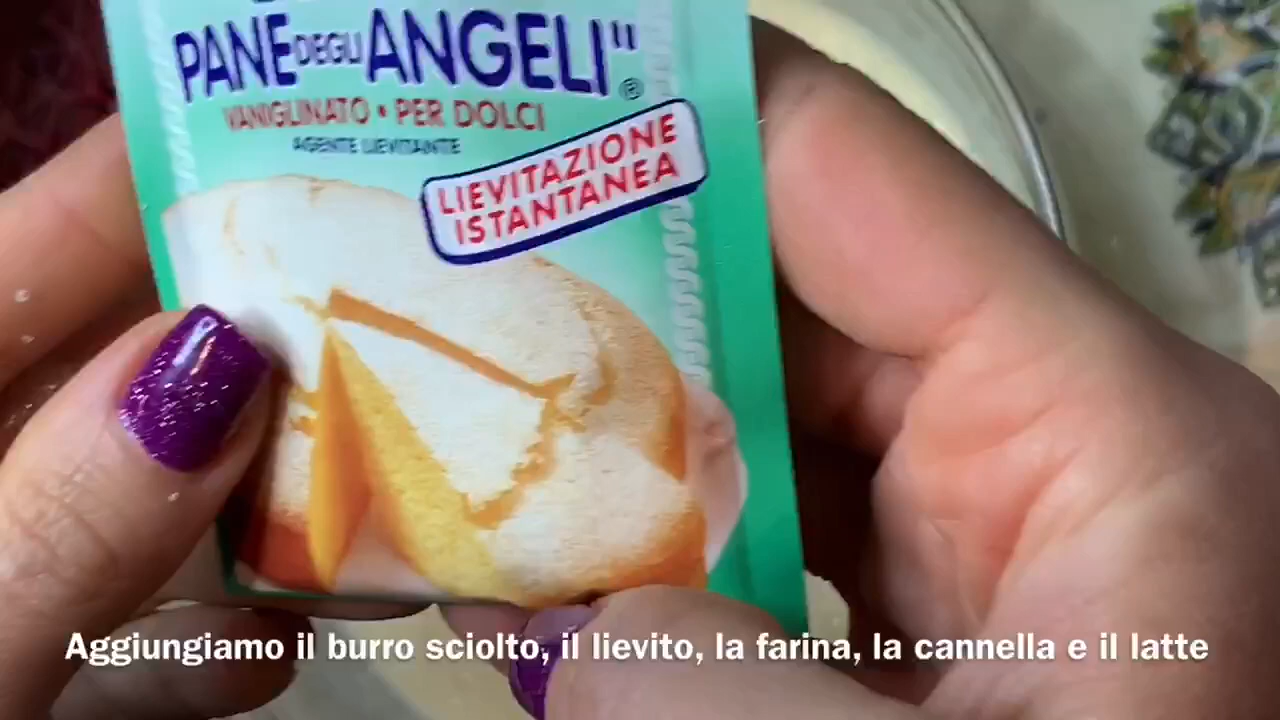 PANE DEGLI ANGELI"®
VANIGLINATO • PER DOLCI
AGENTE LIEVITANTE
LIEVITAZIONE
ISTANTANEA
Aggiungiamo il burro sciolto, il lievito, la farina, la cannella e il latte